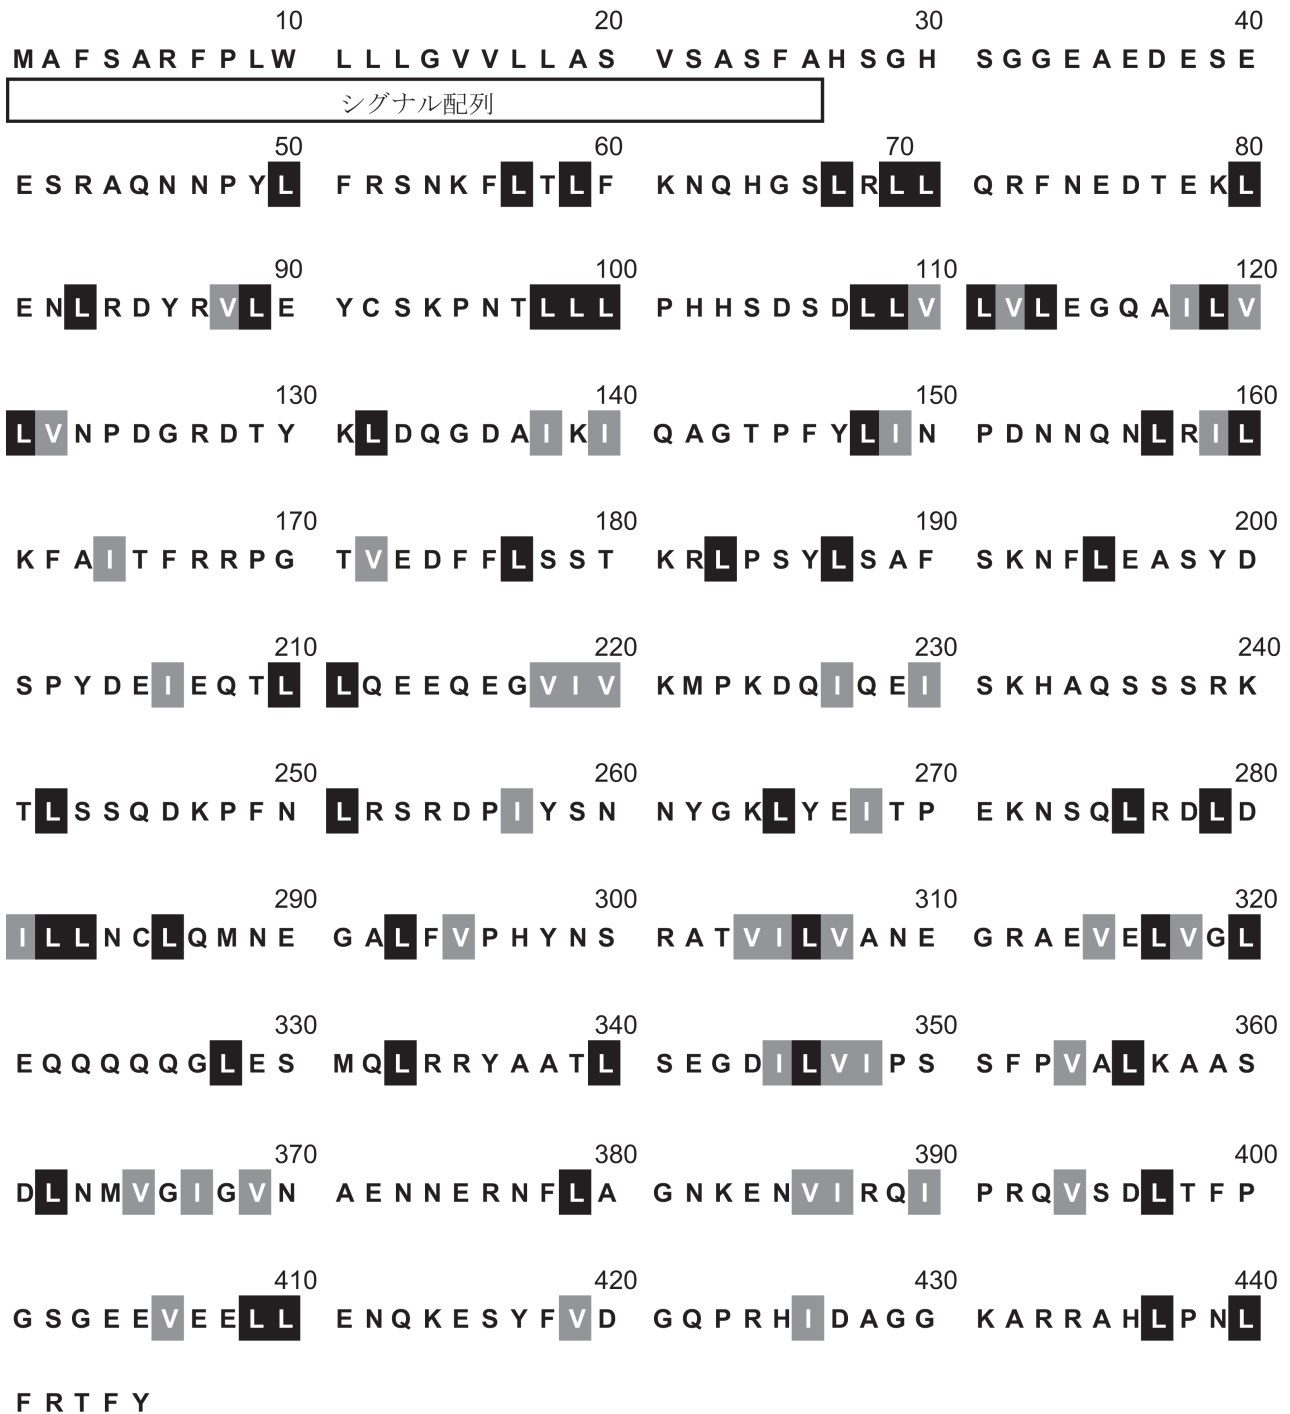 10 20 30 40
MAFSARFPLW LLLGVVLLAS VSASFAHSGH SGGEAEDESE
シグナル配列
50 60 70 80
ESRAQNNPYL FRSNKFLTLF KNQHGSLRLL QRFNEDTEKL
90 100 110 120
ENLRDYRVLE YCSKPNTLLL PHHSDSDLLV LVLEGQAILV
130 140 150 160
LVNPDGRDTY KLDQGDAIKI QAGTPFYLIN PDNNQNLRIL
170 180 190 200
KFAITFRRPG TVEDFFLSST KRLPSYLSAF SKNFLEASYD
210 220 230 240
SPYDEIEQTL LQEEQEGVIV KMPKDQIQEI SKHAQSSSRK
250 260 270 280
TLSSQDKPFN LRSRDPIYSN NYGKLYEITP EKNSQLRDLD
290 300 310 320
ILLNCLQMNE GALFVPHYNS RATVILVANE GRAEVELVGL
330 340 350 360
EQQQQQGLES MQLRRYAATL SEGDILVIPS SFPVALKAAS
370 380 390 400
DLNMVGIGVN AENNERNFLA GNKENVIRQI PRQVSDLTFP
410 420 430 440
GSGEEVEELL ENQKESYFVD GQPRHIDAGG KARRAHLPNL
FRTFY